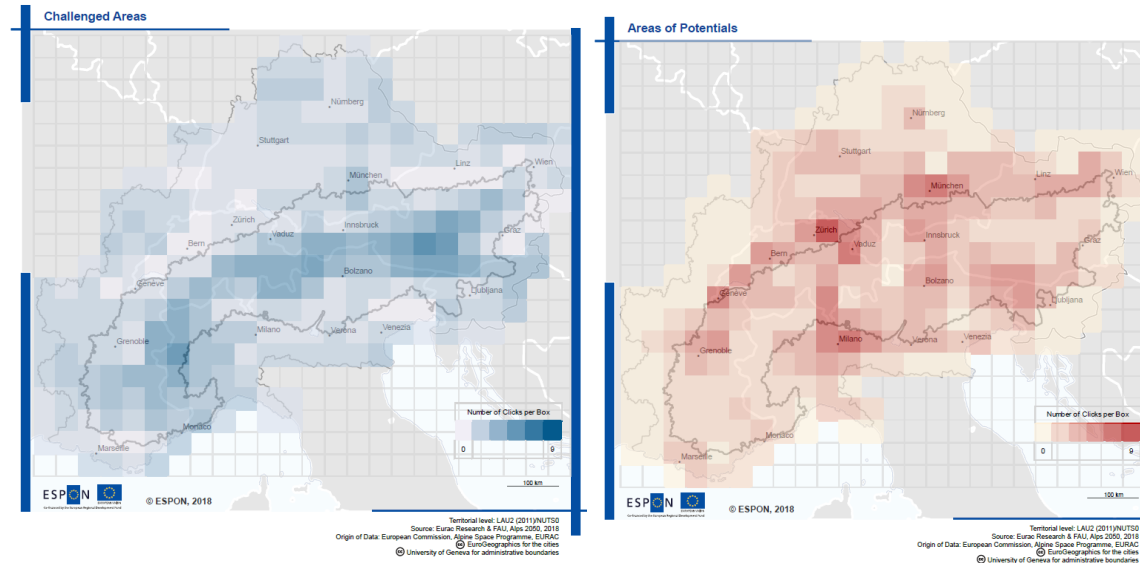 Challenged Areas
Nürnberg
Stuttgart
Linz
Wien
München
Zürich
Vaduz
Innsbruck
Graz
Bern
Bolzano
Genève
Ljubljana
Milano
Verona
Venezia
Grenoble
Monaco
Marseille
Number of Clicks per Box
0 9
100 km
ESPON
© ESPON, 2018
Territorial level: LAU2 (2011)/NUTS0
Source: Eurac Research & FAU, Alps 2050, 2018
Origin of Data: European Commission, Alpine Space Programme, EURAC
EuroGeographics for the cities
University of Geneva for administrative boundaries
Areas of Potentials
Nürnberg
Stuttgart
Linz
Wien
München
Zürich
Vaduz
Innsbruck
Graz
Bern
Bolzano
Genève
Ljubljana
Milano
Verona
Venezia
Grenoble
Monaco
Marseille
Number of Clicks per Box
0 9
100 km
ESPON
© ESPON, 2018
Territorial level: LAU2 (2011)/NUTS0
Source: Eurac Research & FAU, Alps 2050, 2018
Origin of Data: European Commission, Alpine Space Programme, EURAC
EuroGeographics for the cities
University of Geneva for administrative boundaries